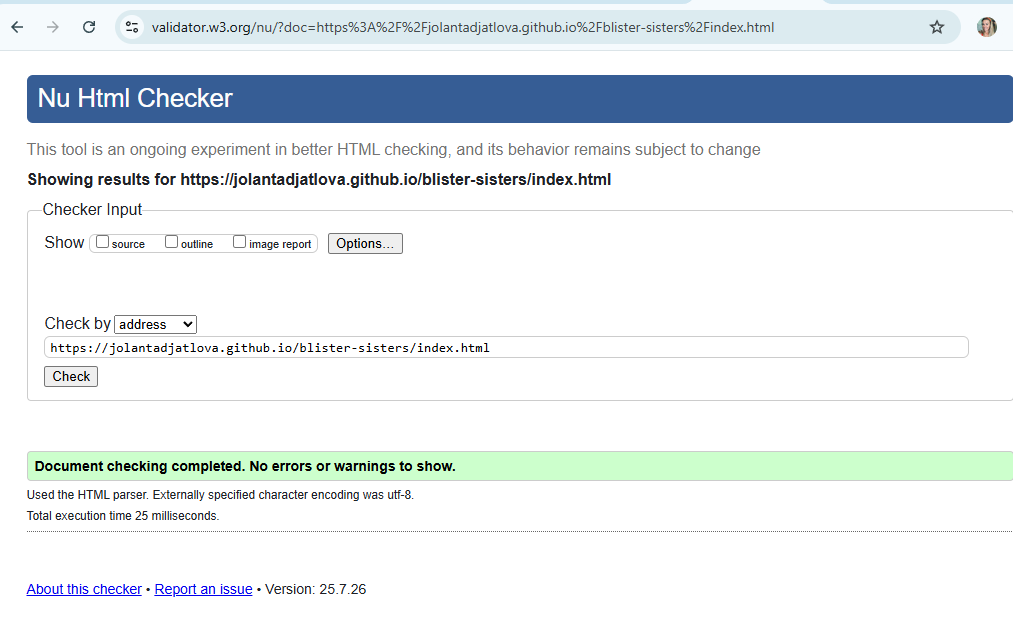 validator.w3.org/nu/?doc=https%3A%2F%2Fjolantadjatlova.github.io%2Fblister-sisters%2Findex.html
Nu Html Checker
This tool is an ongoing experiment in better HTML checking, and its behavior remains subject to change
Showing results for https://jolantadjatlova.github.io/blister-sisters/index.html
Checker Input
Show source outline image report Options...
Check by address
https://jolantadjatlova.github.io/blister-sisters/index.html
Check
Document checking completed. No errors or warnings to show.
Used the HTML parser. Externally specified character encoding was utf-8.
Total execution time 25 milliseconds.
About this checker • Report an issue • Version: 25.7.26